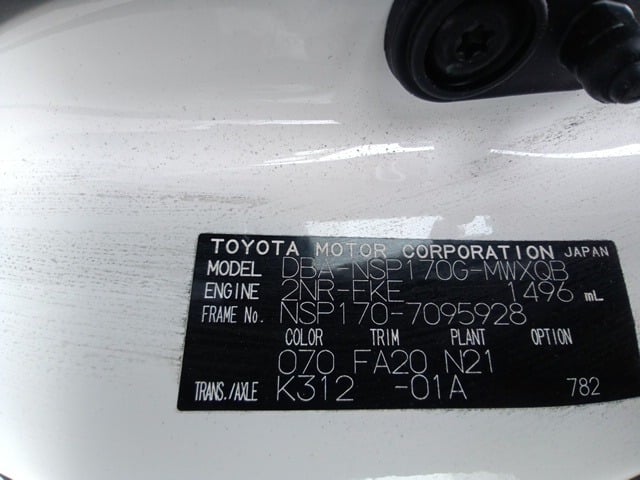 TOYOTA MOTOR CORPORATION JAPAN
MODEL DBA-NSP170G-MWXQB
ENGINE 2NR-FKE 1496 mL
FRAME No. NSP170-7095928
COLOR TRIM PLANT OPTION
070 FA20 N21
TRANS./AXLE K312 -01A 782